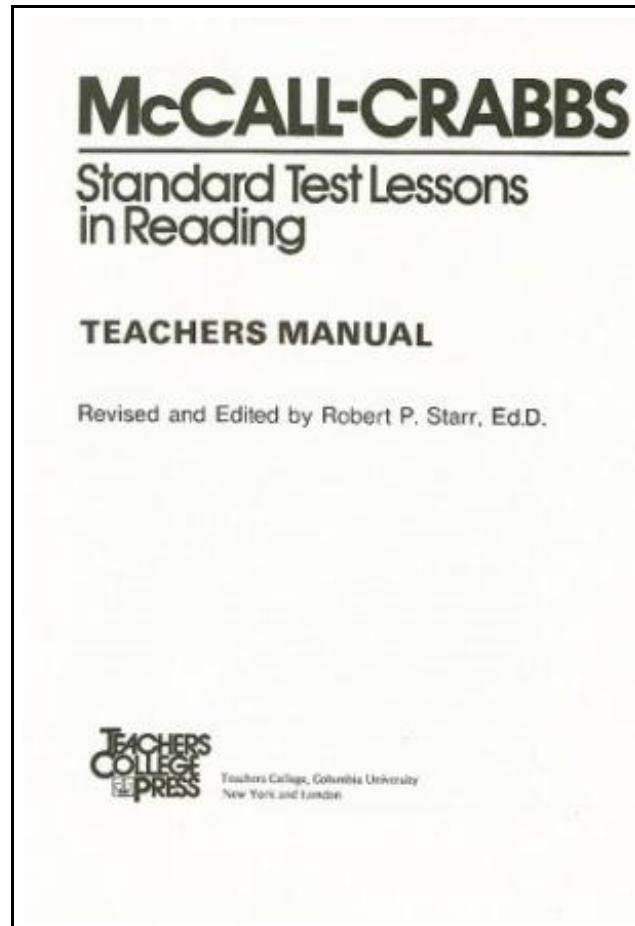 McCALL-CRABBS
Standard Test Lessons
in Reading
TEACHERS MANUAL
Revised and Edited by Robert P. Starr, Ed.D.
TEACHERS
COLLEGE
PRESS
Teachers College, Columbia University
New York and London